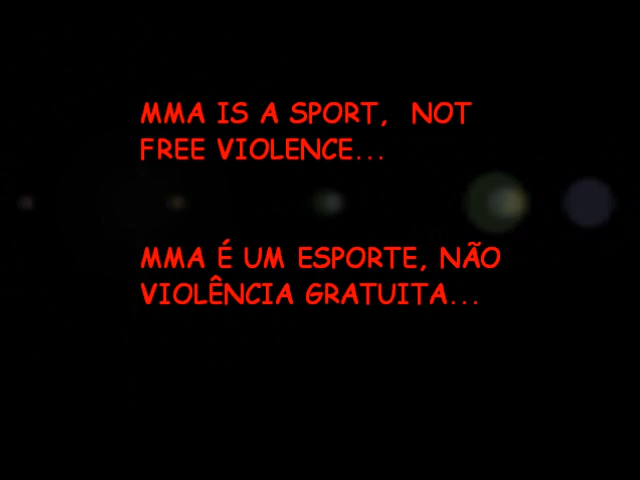 MMA IS A SPORT, NOT
FREE VIOLENCE...
MMA É UM ESPORTE, NÃO
VIOLÊNCIA GRATUITA...